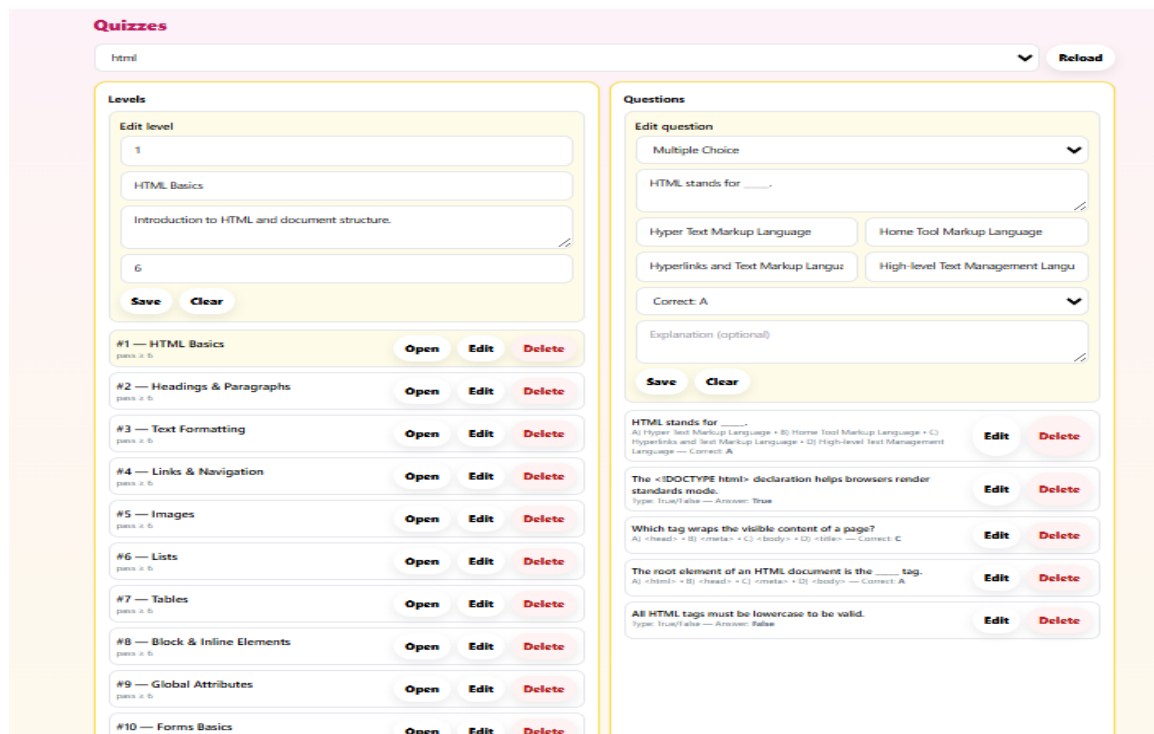 Quizzes
html
Reload
Levels
Edit level
1
HTML Basics
Introduction to HTML and document structure.
6
Save
Clear
#1 — HTML Basics
pass ≥ 6
Open Edit Delete
#2 — Headings & Paragraphs
pass ≥ 6
Open Edit Delete
#3 — Text Formatting
pass ≥ 6
Open Edit Delete
#4 — Links & Navigation
pass ≥ 6
Open Edit Delete
#5 — Images
pass ≥ 6
Open Edit Delete
#6 — Lists
pass ≥ 6
Open Edit Delete
#7 — Tables
pass ≥ 6
Open Edit Delete
#8 — Block & Inline Elements
pass ≥ 6
Open Edit Delete
#9 — Global Attributes
pass ≥ 6
Open Edit Delete
#10 — Forms Basics
Open Edit Delete
Questions
Edit question
Multiple Choice
HTML stands for ____.
Hyper Text Markup Language
Home Tool Markup Language
Hyperlinks and Text Markup Langua
High-level Text Management Langu
Correct: A
Explanation (optional)
Save
Clear
HTML stands for ____.
A) Hyper Text Markup Language • B) Home Tool Markup Language • C)
Hyperlinks and Text Markup Language • D) High-level Text Management
Language — Correct: A
Edit Delete
The <!DOCTYPE html> declaration helps browsers render
standards mode.
Type: True/False — Answer: True
Edit Delete
Which tag wraps the visible content of a page?
A) <head> • B) <meta> • C) <body> • D) <title> — Correct: C
Edit Delete
The root element of an HTML document is the ____ tag.
A) <html> • B) <head> • C) <meta> • D) <body> — Correct: A
Edit Delete
All HTML tags must be lowercase to be valid.
Type: True/False — Answer: False
Edit Delete